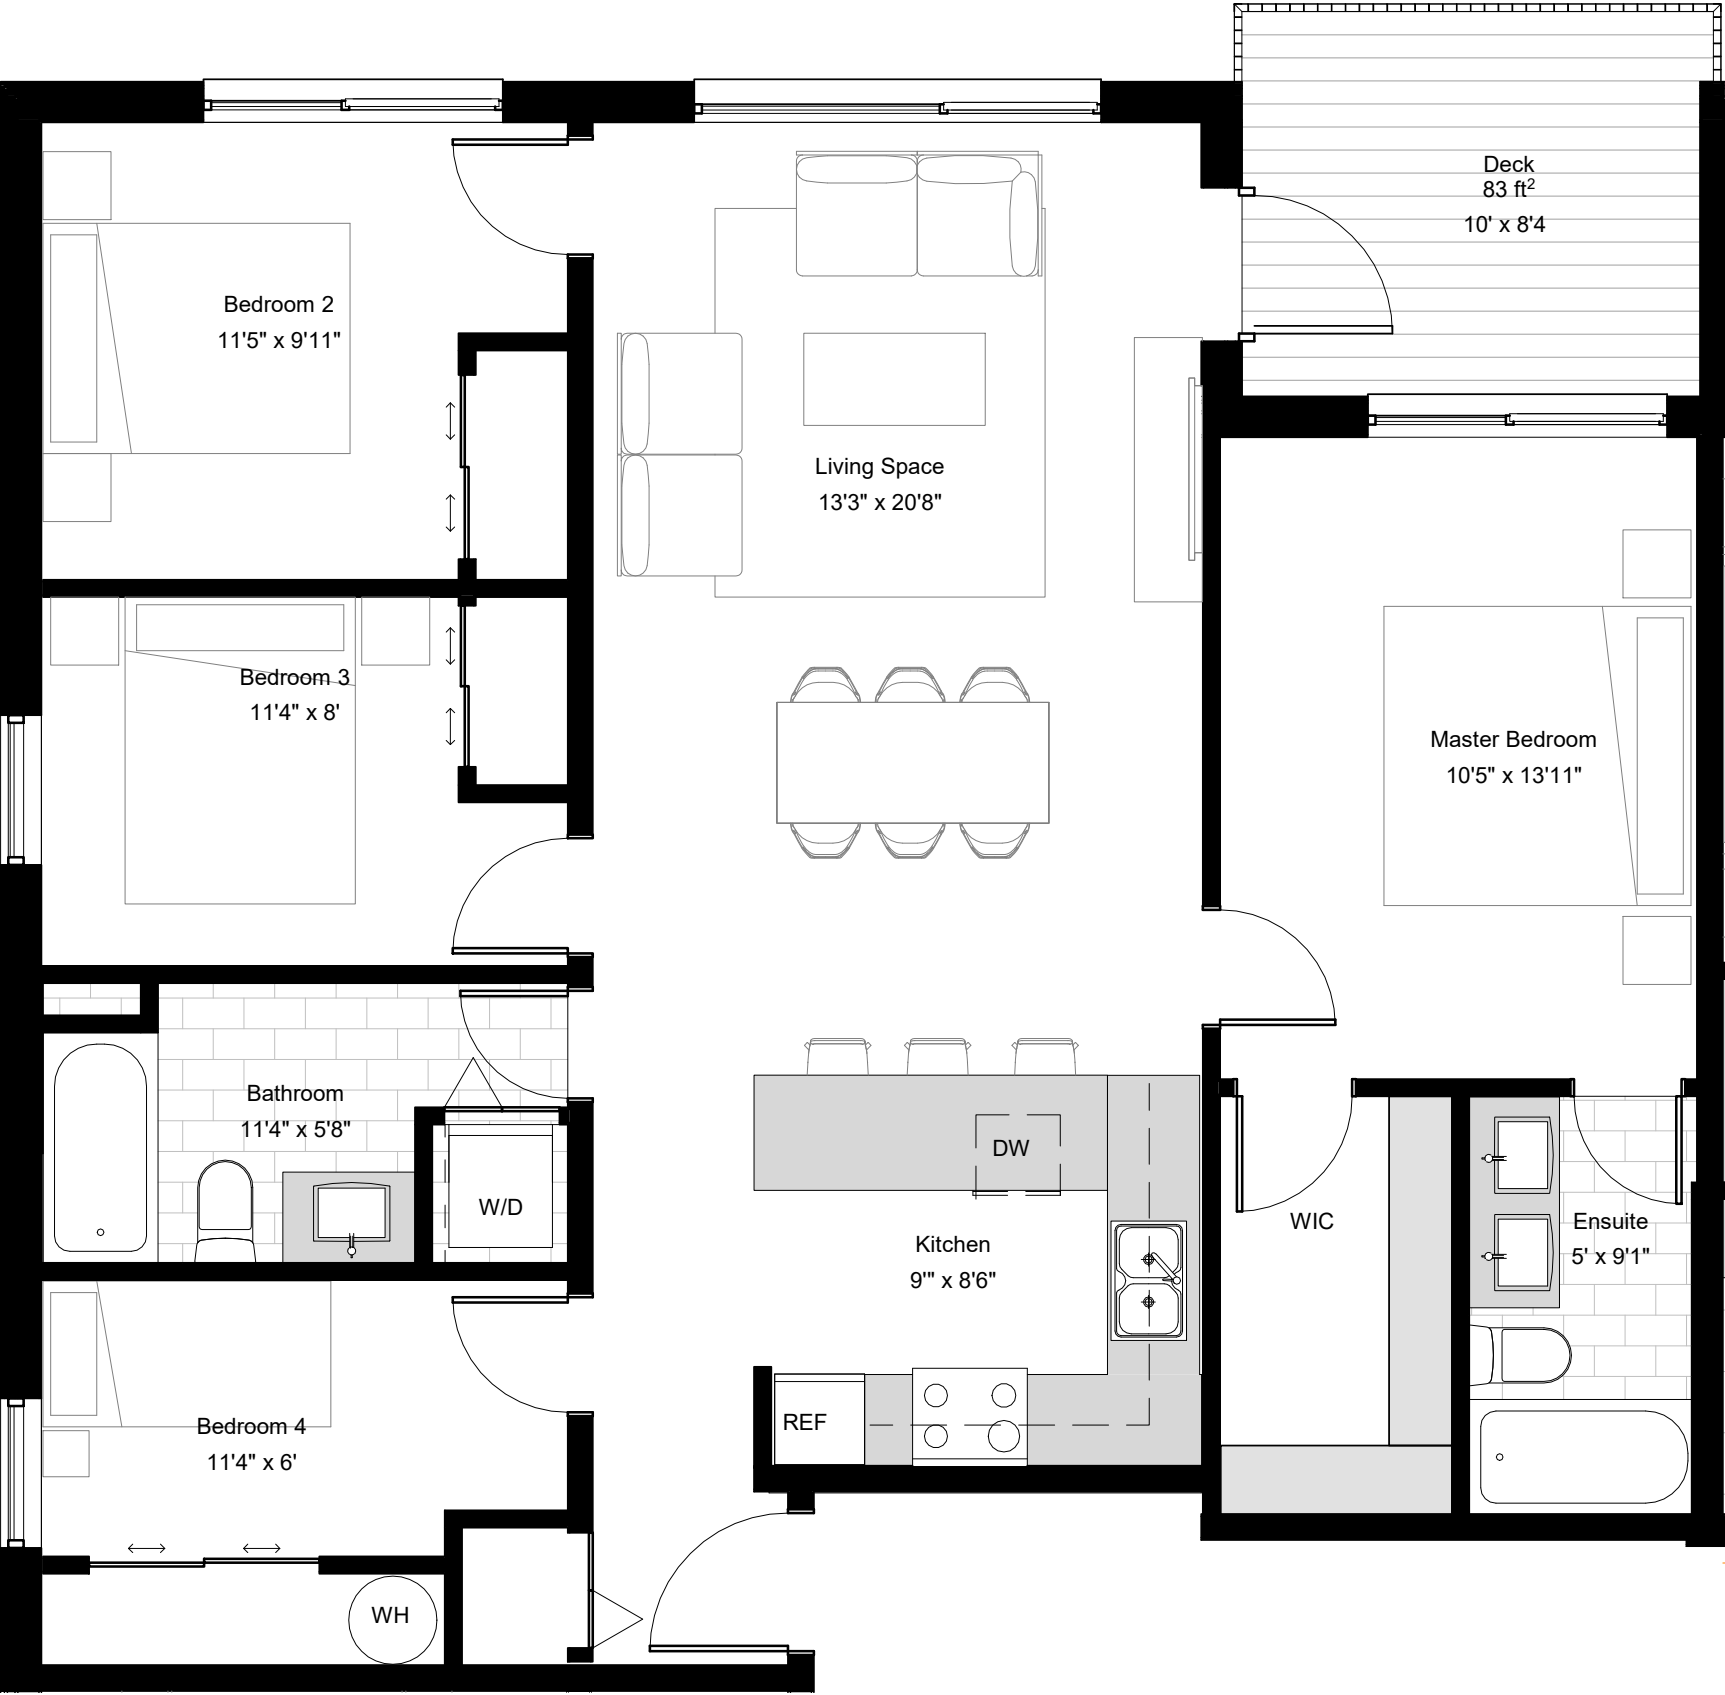 Deck
83 ft²
10' x 8'4
Bedroom 2
11'5" x 9'11"
Living Space
13'3" x 20'8"
Bedroom 3
11'4" x 8'
Master Bedroom
10'5" x 13'11"
Bathroom
11'4" x 5'8"
W/D
DW
Kitchen
9'" x 8'6"
WIC
Ensuite
5' x 9'1"
REF
Bedroom 4
11'4" x 6'
WH